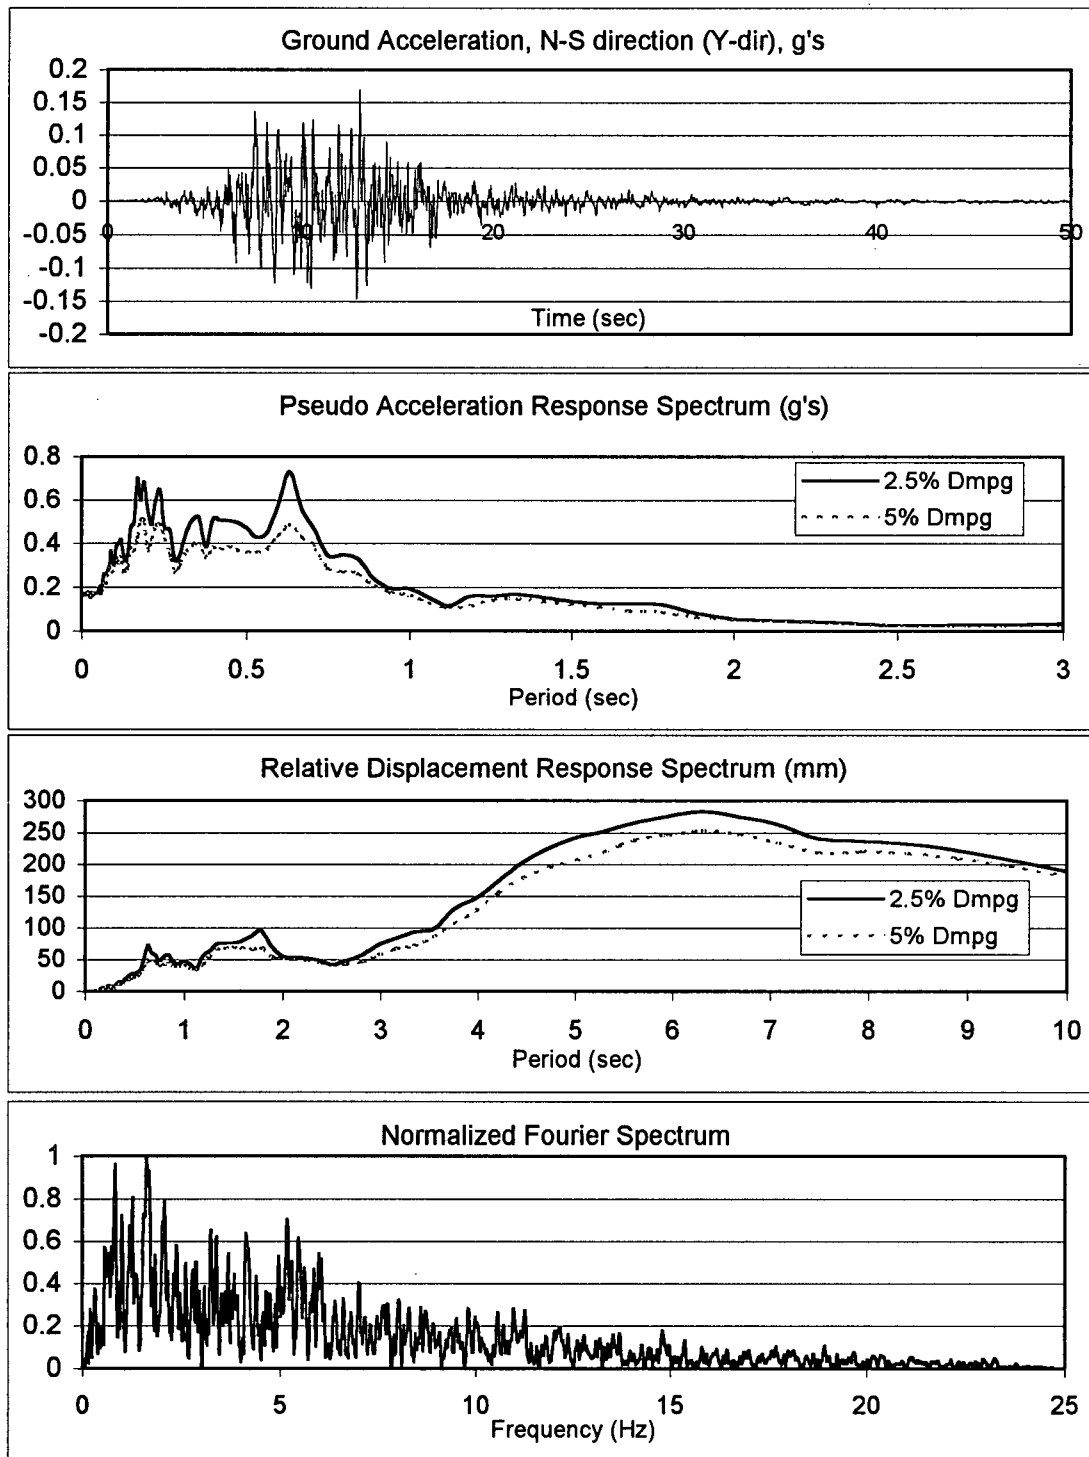 Ground Acceleration, N-S direction (Y-dir), g's
0.2
0.15
0.1
0.05
0
-0.05
-0.1
-0.15
-0.2
0 10 20 30 40 50
Time (sec)
Pseudo Acceleration Response Spectrum (g's)
0.8
0.6
0.4
0.2
0
2.5% Dmpg
5% Dmpg
0 0.5 1 1.5 2 2.5 3
Period (sec)
Relative Displacement Response Spectrum (mm)
300
250
200
150
100
50
0
2.5% Dmpg
5% Dmpg
0 1 2 3 4 5 6 7 8 9 10
Period (sec)
Normalized Fourier Spectrum
1
0.8
0.6
0.4
0.2
0
0 5 10 15 20 25
Frequency (Hz)